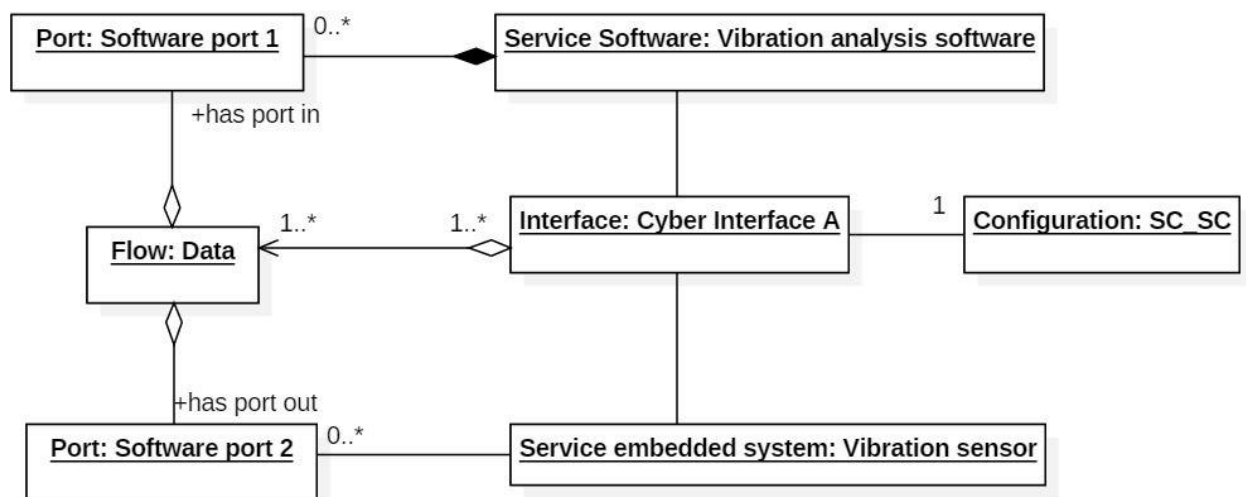 Port: Software port 1
0..*
Service Software: Vibration analysis software
+has port in
1..*
1..*
Interface: Cyber Interface A
1
Configuration: SC_SC
Flow: Data
+has port out
Port: Software port 2
0..*
Service embedded system: Vibration sensor